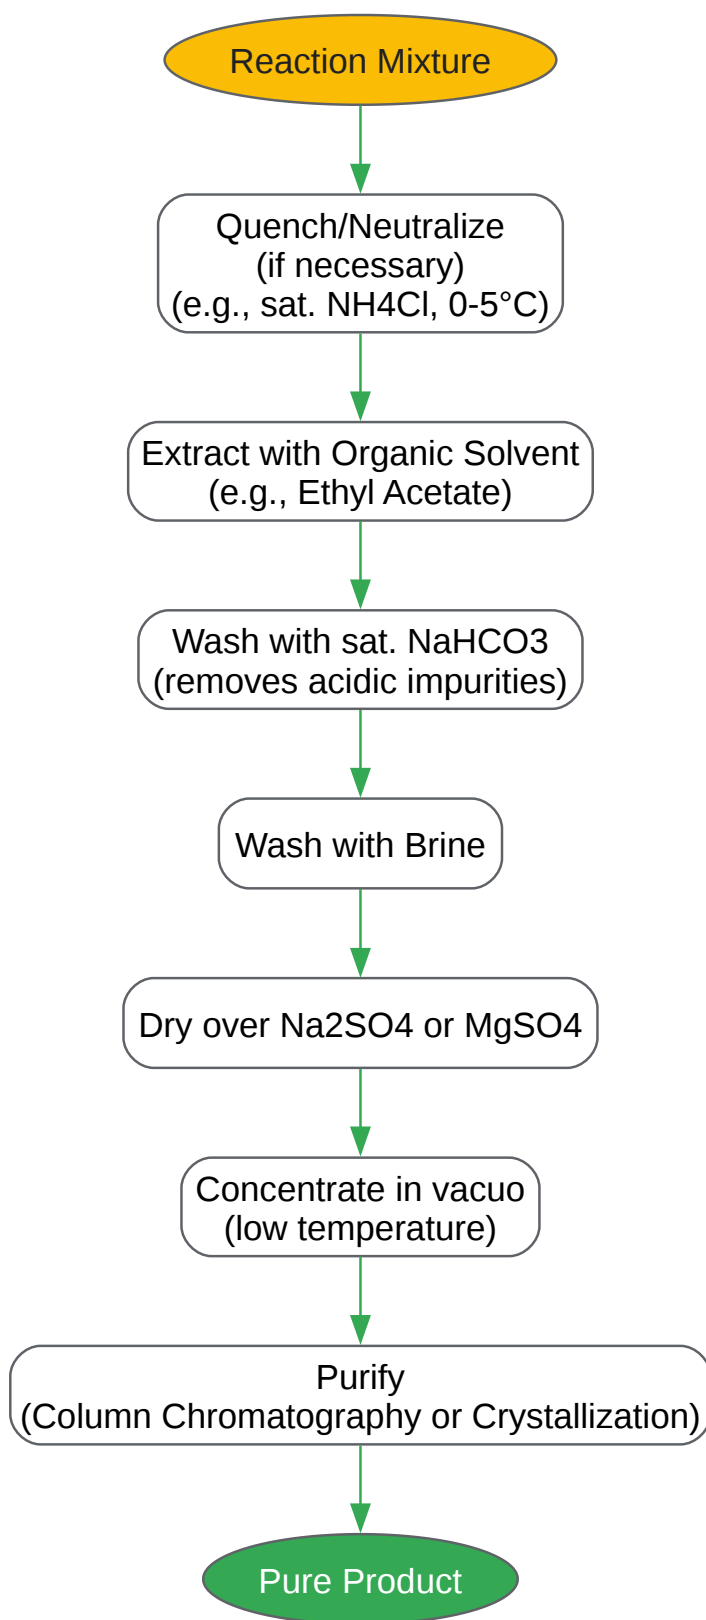 Reaction Mixture
Quench/Neutralize
(if necessary)
(e.g., sat. NH4Cl, 0-5°C)
Extract with Organic Solvent
(e.g., Ethyl Acetate)
Wash with sat. NaHCO3
(removes acidic impurities)
Wash with Brine
Dry over Na2SO4 or MgSO4
Concentrate in vacuo
(low temperature)
Purify
(Column Chromatography or Crystallization)
Pure Product